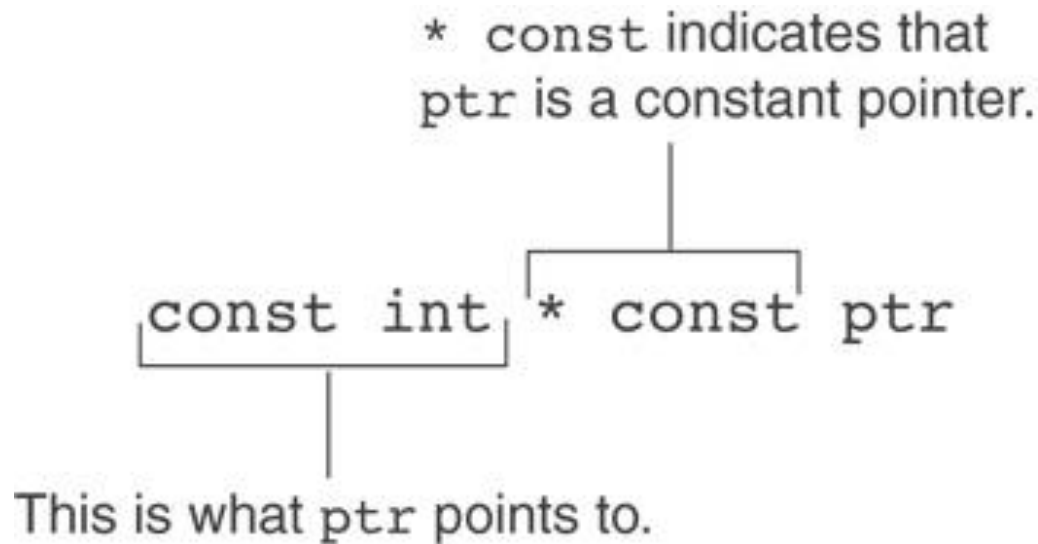 * const indicates that
ptr is a constant pointer.
const int * const ptr
This is what ptr points to.